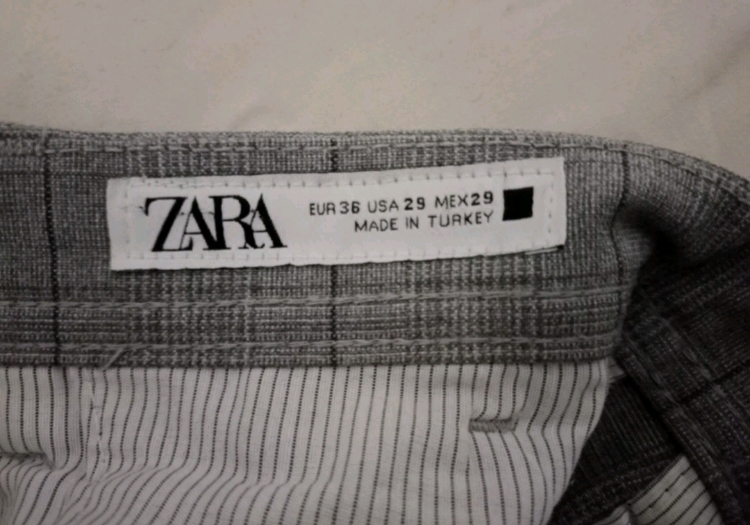 ZARA
EUR 36 USA 29 MEX 29
MADE IN TURKEY